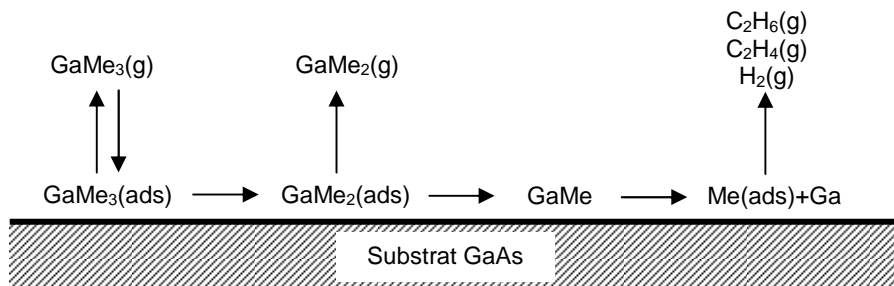 C₂H₆(g)
C₂H₄(g)
GaMe₃(g) GaMe₂(g) H₂(g)
GaMe₃(ads) GaMe₂(ads) GaMe Me(ads)+Ga
Substrat GaAs